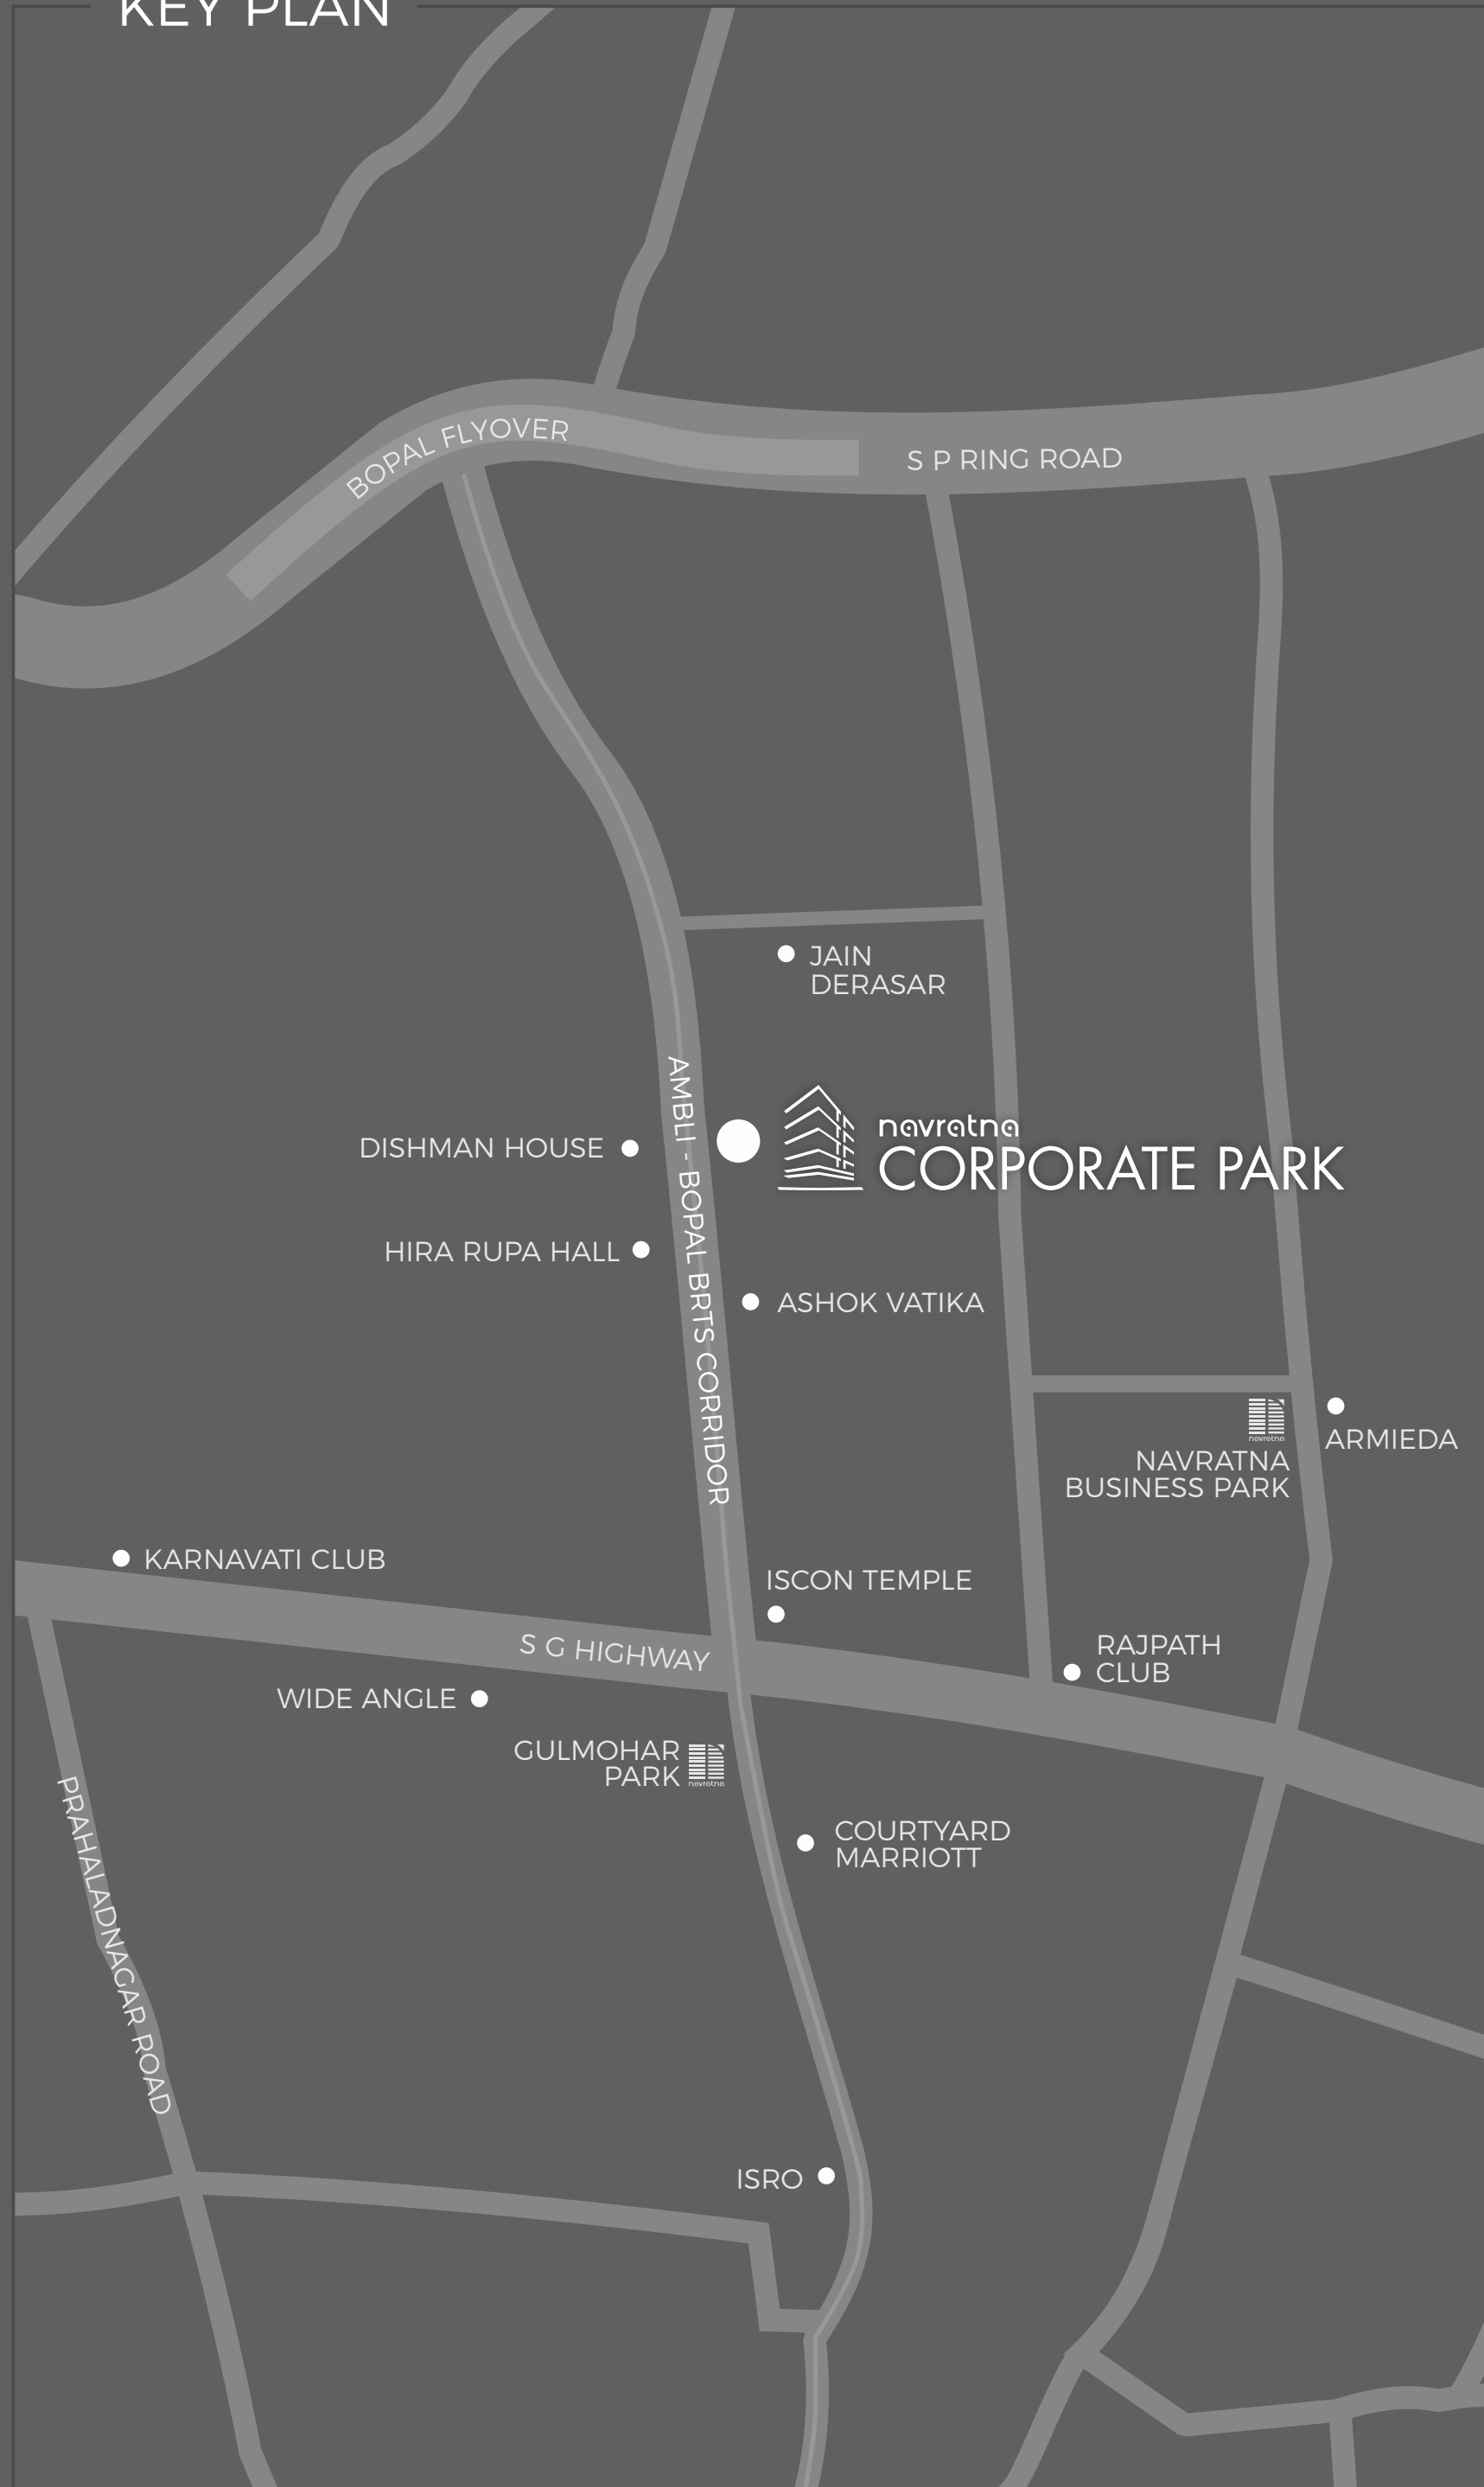 KEY PLAN
BOPAL FLYOVER
S P RING ROAD
JAIN
DERASAR
AMBLI - BOPAL BRTS CORRIDOR
navratna
CORPORATE PARK
DISHMAN HOUSE
HIRA RUPA HALL
ASHOK VATIKA
navratna
NAVRATNA
BUSINESS PARK
ARMIEDA
KARNAVATI CLUB
ISCON TEMPLE
S G HIGHWAY
RAJPATH
CLUB
WIDE ANGLE
GULMOHAR
PARK
navratna
PRAHALADNAGAR ROAD
COURTYARD
MARRIOTT
ISRO